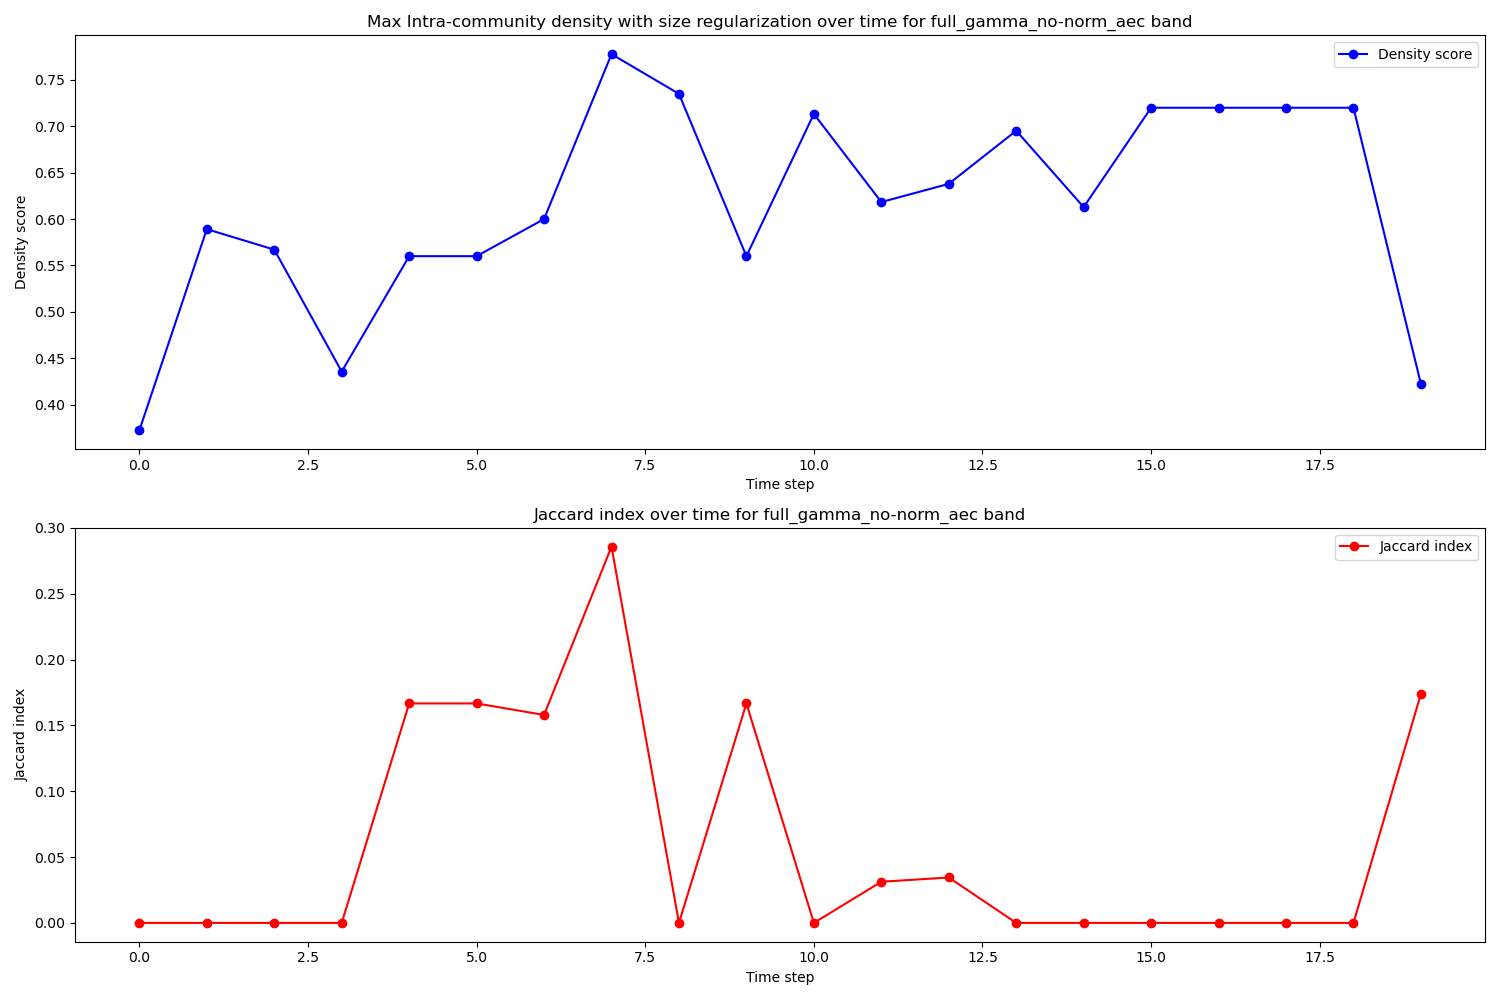 Max Intra-community density with size regularization over time for full_gamma_no-norm_aec band
Density score
0.75
0.70
0.65
0.60
0.55
0.50
0.45
0.40
Density score
0.0 2.5 5.0 7.5 10.0 12.5 15.0 17.5
Time step
Jaccard index over time for full_gamma_no-norm_aec band
0.30
Jaccard index
0.25
0.20
0.15
0.10
0.05
0.00
Jaccard index
0.0 2.5 5.0 7.5 10.0 12.5 15.0 17.5
Time step